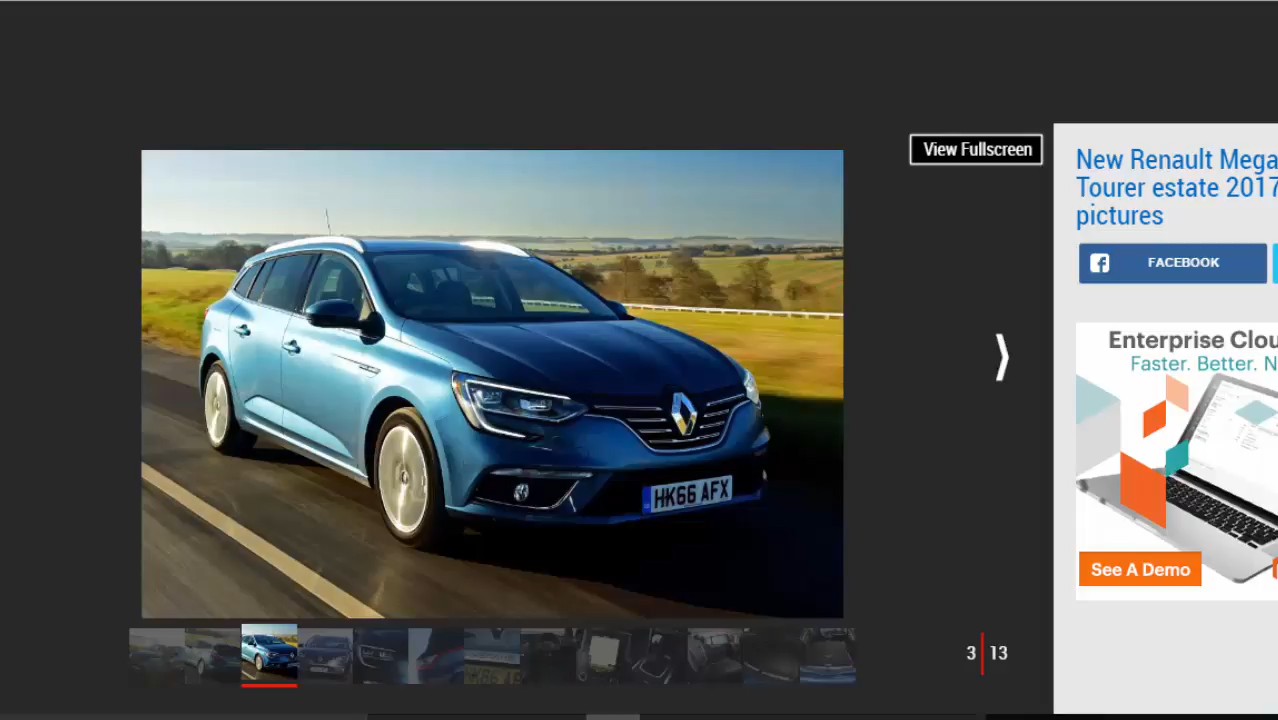 View Fullscreen
New Renault Mega
Tourer estate 2017
pictures
FACEBOOK
HK66 AFX
Enterprise Clou
Faster. Better. N
See A Demo
3 13